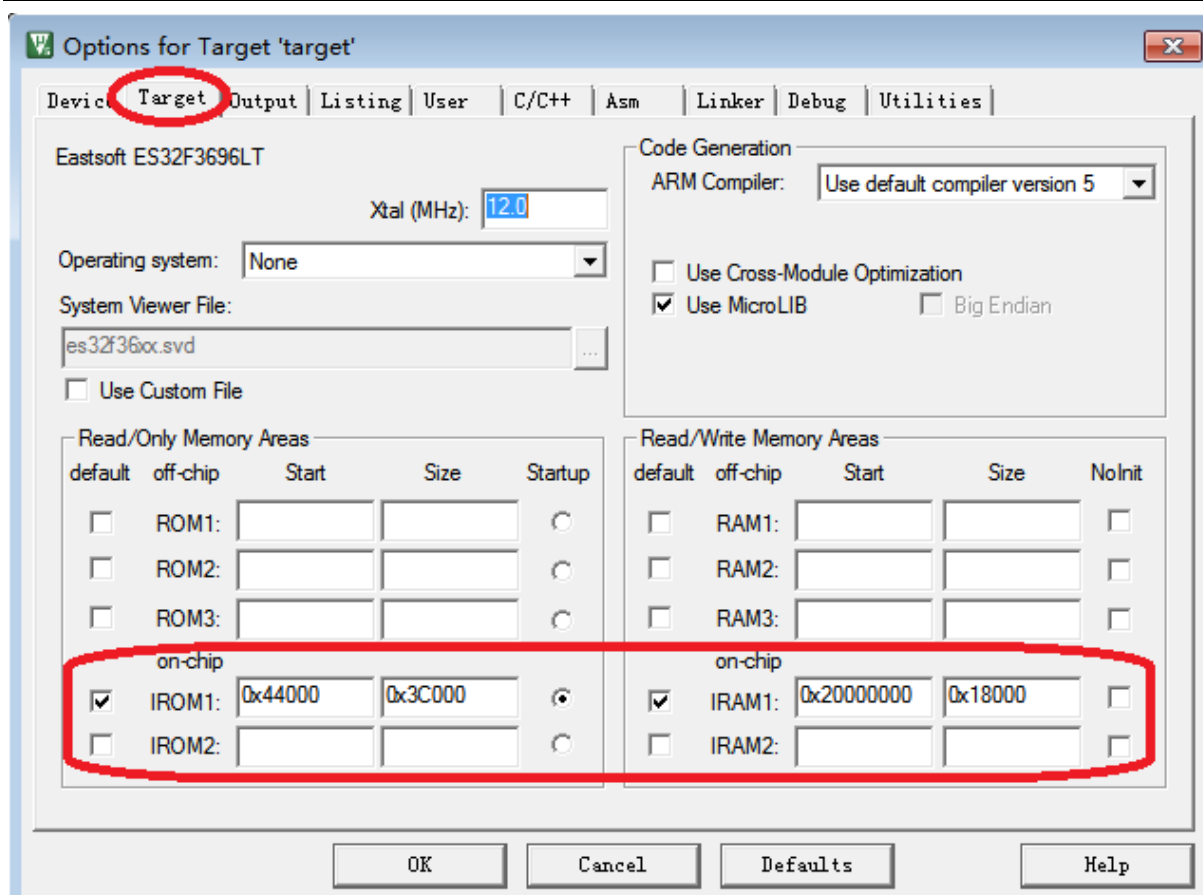 Options for Target 'target'
Device Target Output Listing User C/C++ Asm Linker Debug Utilities
Eastsoft ES32F3696LT
Xtal (MHz): 12.0
Operating system: None
System Viewer File:
es32f36xx.svd ...
Use Custom File
Code Generation
ARM Compiler: Use default compiler version 5
Use Cross-Module Optimization
Use MicroLIB Big Endian
Read/Only Memory Areas
default off-chip Start Size Startup
ROM1:
ROM2:
ROM3:
on-chip
IROM1: 0x44000 0x3C000
IROM2:
Read/Write Memory Areas
default off-chip Start Size NoInit
RAM1:
RAM2:
RAM3:
on-chip
IRAM1: 0x20000000 0x18000
IRAM2:
OK Cancel Defaults Help